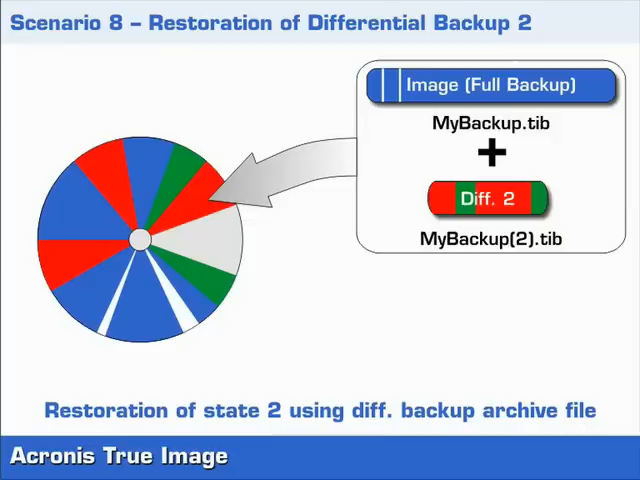 Scenario 8 – Restoration of Differential Backup 2
Image (Full Backup)
MyBackup.tib
+
Diff. 2
MyBackup(2).tib
Restoration of state 2 using diff. backup archive file
Acronis True Image